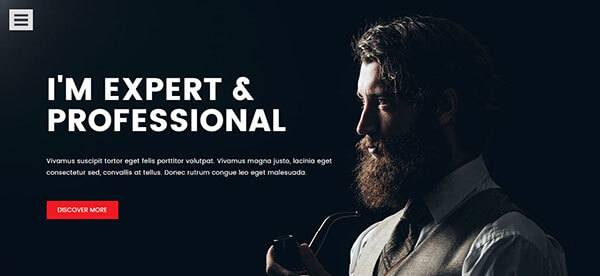 I'M EXPERT &
PROFESSIONAL
Vivamus suscipit tortor eget felis porttitor volutpat. Vivamus magna justo, lacinia eget
consectetur sed, convallis at tellus. Donec rutrum congue leo eget malesuada.
DISCOVER MORE